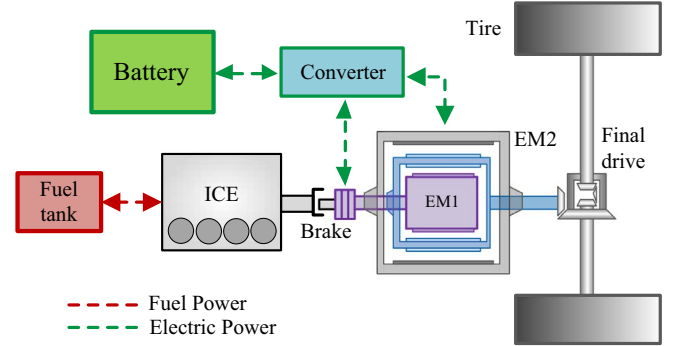 Tire
Battery
Converter
EM2
Final
drive
Fuel
tank
ICE
EM1
Brake
Fuel Power
Electric Power